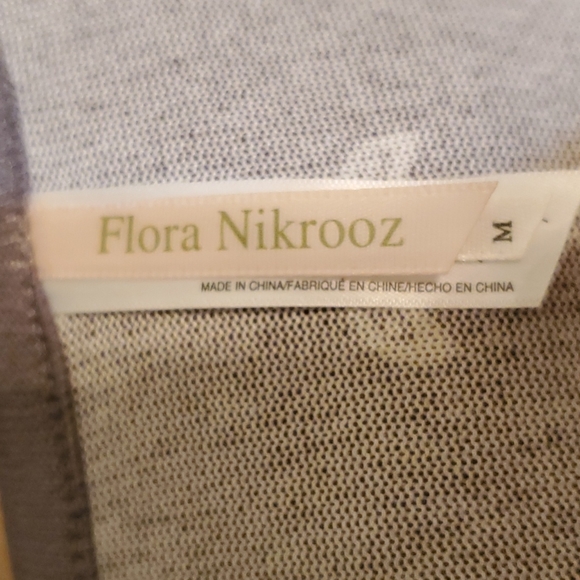 Flora Nikrooz
M
MADE IN CHINA/FABRIQUÉ EN CHINE/HECHO EN CHINA